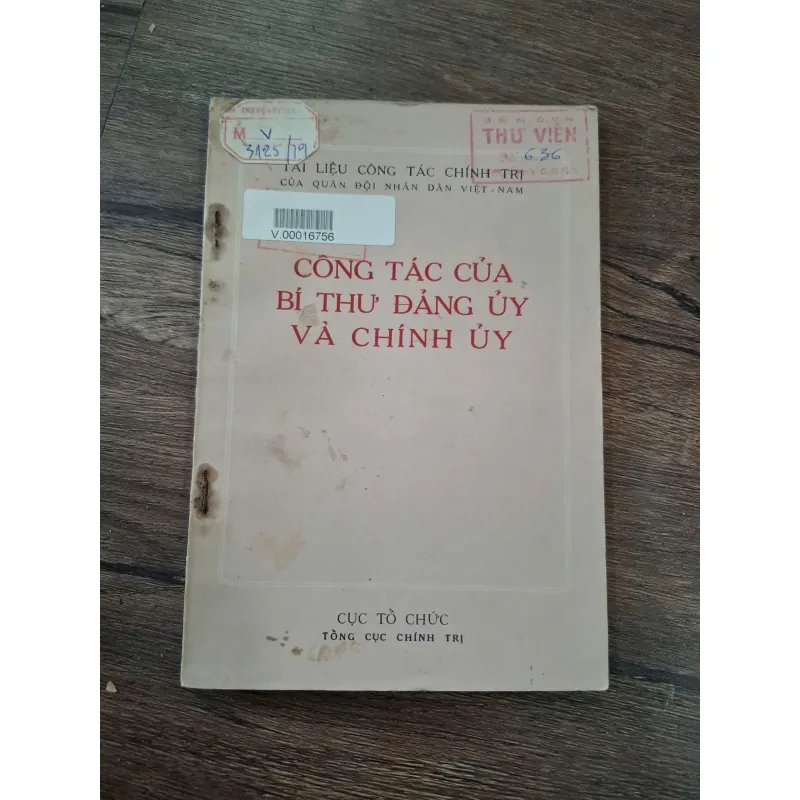 M V
3125/79
THƯ VIỆN
636
TÀI LIỆU CÔNG TÁC CHÍNH TRỊ
CỦA QUÂN ĐỘI NHÂN DÂN VIỆT-NAM
V.00016756
CÔNG TÁC CỦA
BÍ THƯ ĐẢNG ỦY
VÀ CHÍNH ỦY
CỤC TỔ CHỨC
TỔNG CỤC CHÍNH TRỊ